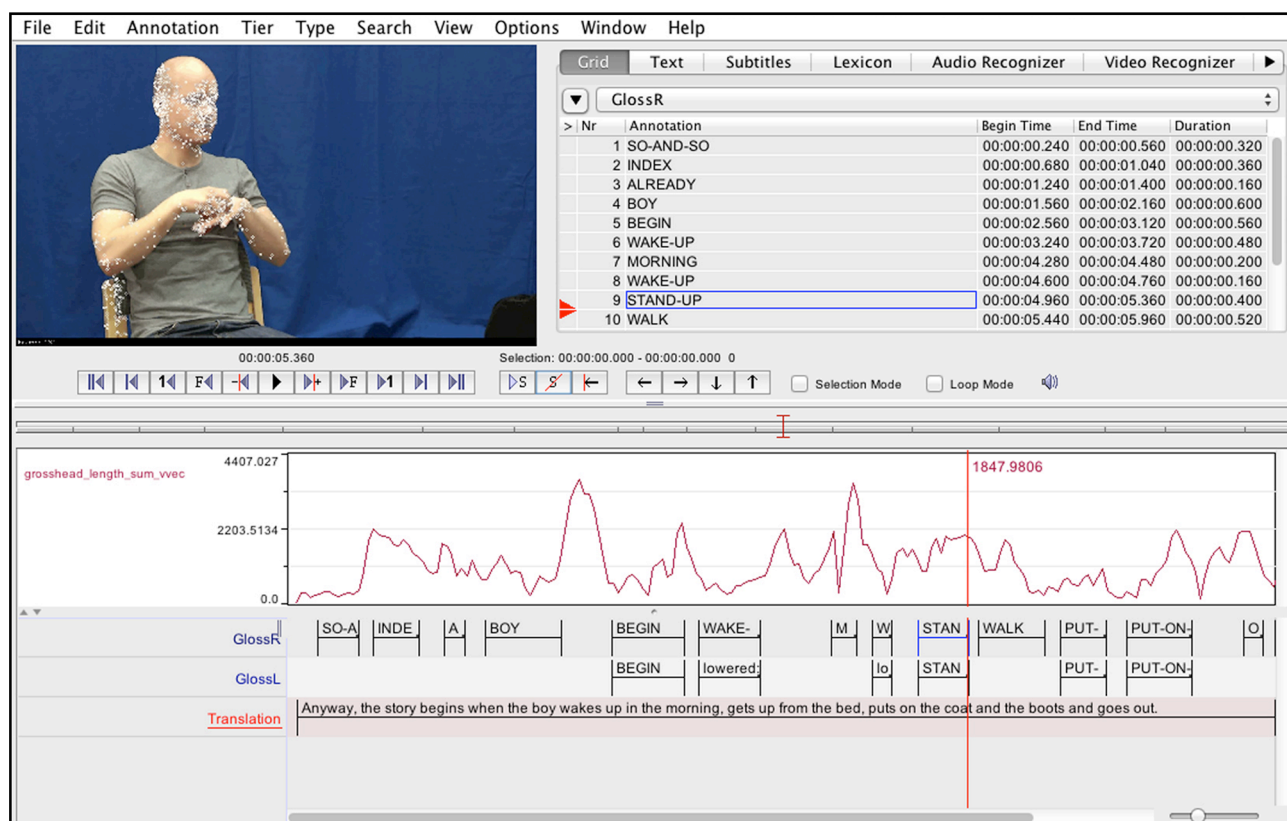 File Edit Annotation Tier Type Search View Options Window Help
Grid Text Subtitles Lexicon Audio Recognizer Video Recognizer
GlossR
> Nr Annotation Begin Time End Time Duration
1 SO-AND-SO 00:00:00.240 00:00:00.560 00:00:00.320
2 INDEX 00:00:00.680 00:00:01.040 00:00:00.360
3 ALREADY 00:00:01.240 00:00:01.400 00:00:00.160
4 BOY 00:00:01.560 00:00:02.160 00:00:00.600
5 BEGIN 00:00:02.560 00:00:03.120 00:00:00.560
6 WAKE-UP 00:00:03.240 00:00:03.720 00:00:00.480
7 MORNING 00:00:04.280 00:00:04.480 00:00:00.200
8 WAKE-UP 00:00:04.600 00:00:04.760 00:00:00.160
9 STAND-UP 00:00:04.960 00:00:05.360 00:00:00.400
10 WALK 00:00:05.440 00:00:05.960 00:00:00.520
00:00:05.360 Selection: 00:00:00.000 - 00:00:00.000 0
1 F + F 1 S S Selection Mode Loop Mode
grosshead_length_sum_vvec 4407.027 1847.9806
2203.5134
0.0
GlossR SO-A INDE A BOY BEGIN WAKE- M W STAN WALK PUT- PUT-ON- O
GlossL BEGIN lowered; lo STAN PUT- PUT-ON-
Translation Anyway, the story begins when the boy wakes up in the morning, gets up from the bed, puts on the coat and the boots and goes out.